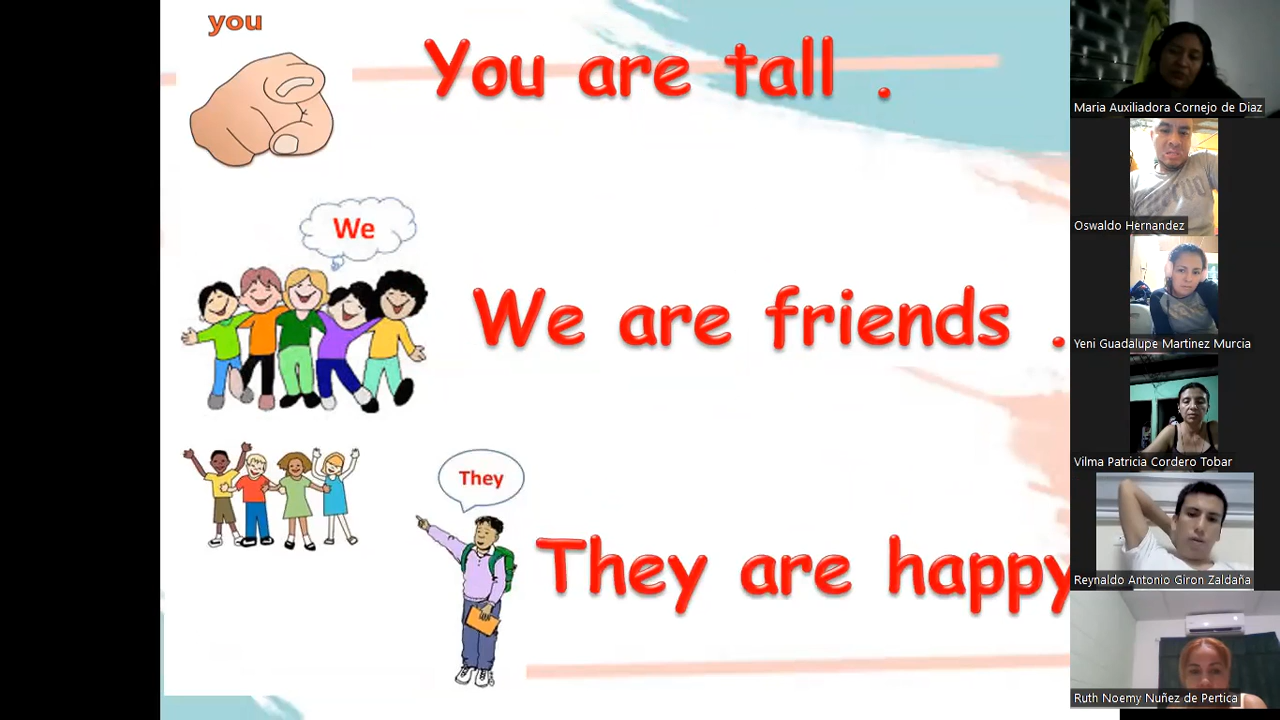 you
You are tall .
We
We are friends .
They
They are happy
Maria Auxiliadora Cornejo de Diaz
Oswaldo Hernandez
Yeni Guadalupe Martinez Murcia
Vilma Patricia Cordero Tobar
Reynaldo Antonio Giron Zaldaña
Ruth Noemy Nuñez de Pertica